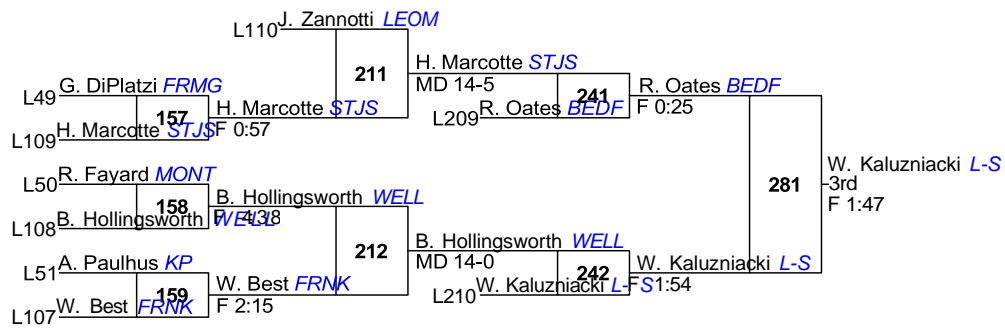 L110 J. Zannotti LEOM
211
H. Marcotte STJS
MD 14-5
L49 G. DiPlatzi FRMG
157
H. Marcotte STJS
F 0:57
L109 H. Marcotte STJS
241
R. Oates BEDF
F 0:25
L209 R. Oates BEDF
L50 R. Fayard MONT
158
B. Hollingsworth WELL
F 4:38
L108 B. Hollingsworth WELL
281
W. Kaluzniacki L-S
3rd
F 1:47
212
B. Hollingsworth WELL
MD 14-0
L51 A. Paulhus KP
159
W. Best FRNK
F 2:15
L107 W. Best FRNK
242
W. Kaluzniacki L-S
F 1:54
L210 W. Kaluzniacki L-S